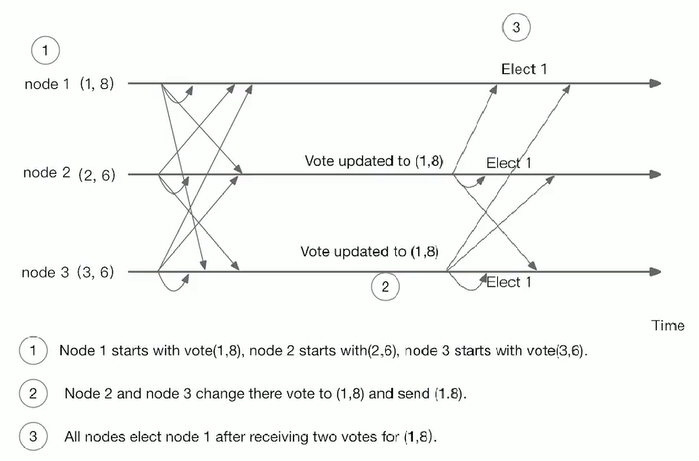 3
1
Elect 1
node 1 (1, 8)
Vote updated to (1,8)
Elect 1
node 2 (2, 6)
Vote updated to (1,8)
node 3 (3, 6)
Elect 1
2
Time
1 Node 1 starts with vote(1,8), node 2 starts with(2,6), node 3 starts with vote(3,6).
2 Node 2 and node 3 change there vote to (1,8) and send (1.8).
3 All nodes elect node 1 after receiving two votes for (1,8).